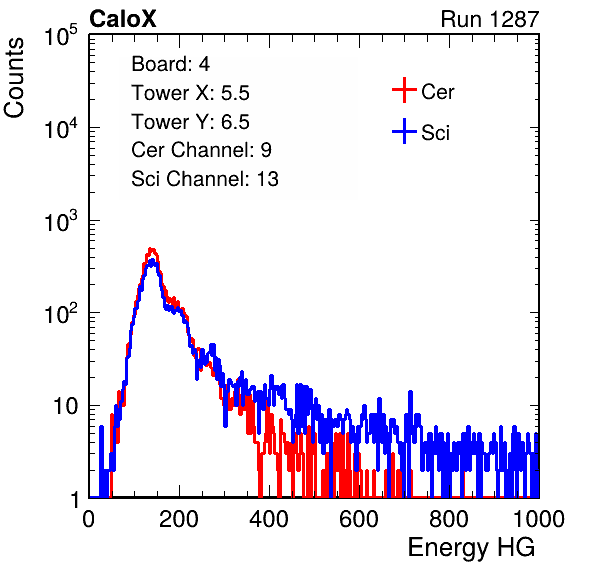 CaloX
Run 1287
Counts
10^5
10^4
10^3
10^2
10
1
Board: 4
Tower X: 5.5
Tower Y: 6.5
Cer Channel: 9
Sci Channel: 13
Cer
Sci
0 200 400 600 800 1000
Energy HG